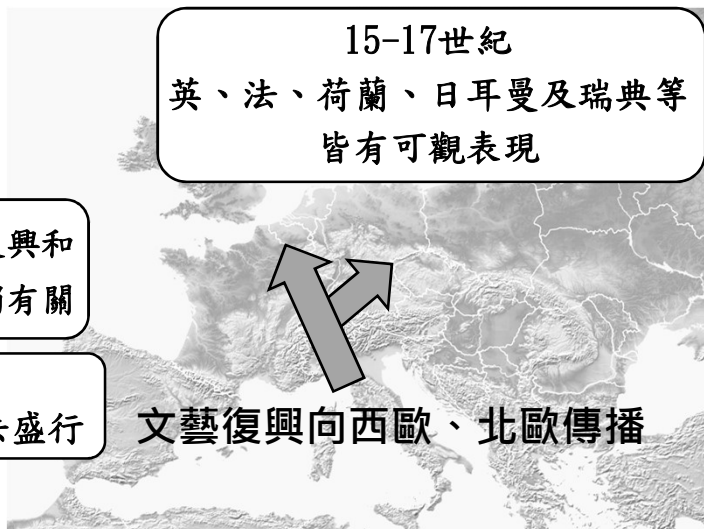 15-17世紀
英、法、荷蘭、日耳曼及瑞典等
皆有可觀表現
興和
有關
盛行
文藝復興向西歐、北歐傳播